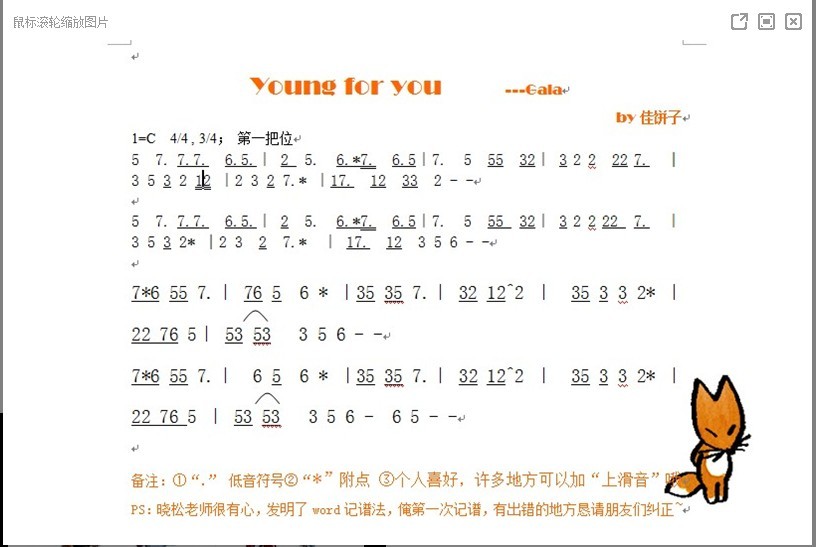 鼠标滚轮缩放图片
Young for you ---Gala
by 佳饼子
1=C 4/4 , 3/4； 第一把位
5 7. 7.7. 6.5. | 2 5. 6.*7. 6.5 | 7. 5 55 32 | 3 2 2 22 7. |
3 5 3 2 12 | 2 3 2 7.* | 17. 12 33 2 - -
5 7. 7.7. 6.5. | 2 5. 6.*7. 6.5 | 7. 5 55 32 | 3 2 2 22 7. |
3 5 3 2* | 2 3 2 7.* | 17. 12 3 5 6 - -
7*6 55 7. | 76 5 6 * | 35 35 7. | 32 12^2 | 35 3 3 2* |
22 76 5 | 53 53 3 5 6 - -
7*6 55 7. | 6 5 6 * | 35 35 7. | 32 12^2 | 35 3 3 2* |
22 76 5 | 53 53 3 5 6 - 6 5 - -
备注：①“.” 低音符号②“*”附点 ③个人喜好，许多地方可以加“上滑音”
PS：晓松老师很有心，发明了 word 记谱法，俺第一次记谱，有出错的地方恳请朋友们纠正~